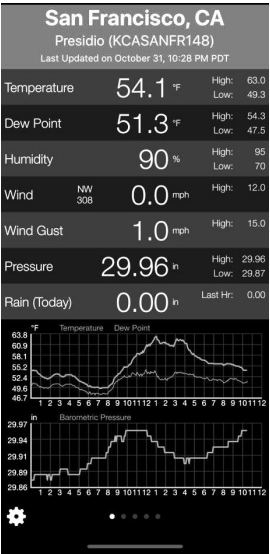 San Francisco, CA
Presidio (KCASANFR148)
Last Updated on October 31, 10:28 PM PDT
Temperature 54.1 °F High: 63.0
Low: 49.3
Dew Point 51.3 °F High: 54.3
Low: 47.5
Humidity 90 % High: 95
Low: 70
Wind NW 308 0.0 mph High: 12.0
Wind Gust 1.0 mph High: 15.0
Pressure 29.96 in High: 29.96
Low: 29.87
Rain (Today) 0.00 in Last Hr: 0.00
°F Temperature Dew Point
63.8
60.9
58.1
55.2
52.4
49.6
46.7
1 2 3 4 5 6 7 8 9 10 11 12 1 2 3 4 5 6 7 8 9 10 11 12
in Barometric Pressure
29.97
29.94
29.91
29.89
29.86
1 2 3 4 5 6 7 8 9 10 11 12 1 2 3 4 5 6 7 8 9 10 11 12